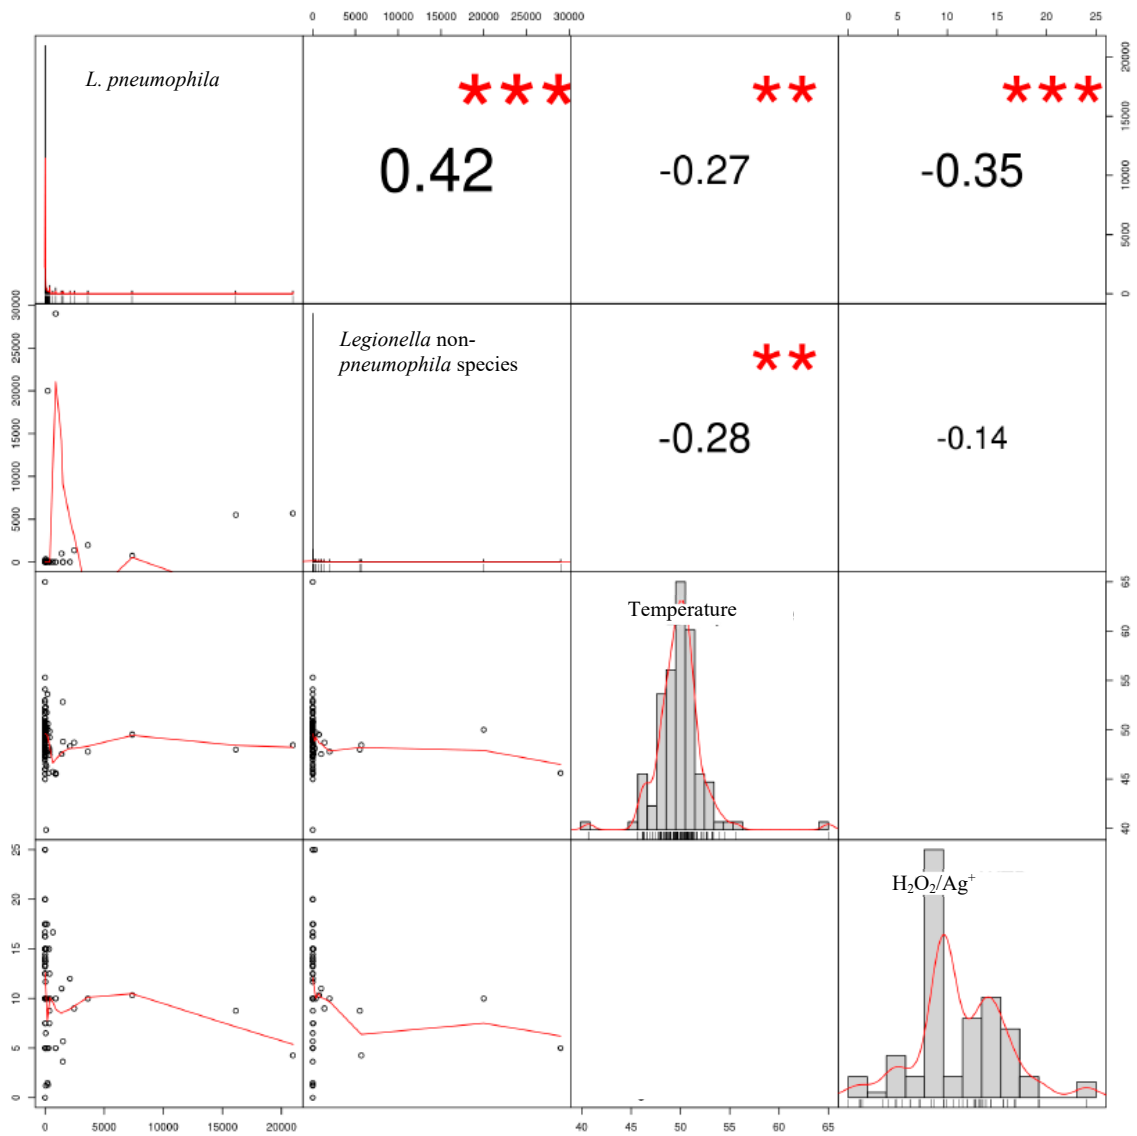 0 5000 10000 15000 20000 30000 0 5 10 15 20 25
L. pneumophila
***
0.42
**
-0.27
***
-0.35
0 5000 10000 15000 20000
0 5000 10000 15000 20000 25000 30000
Legionella non-
pneumophila species
**
-0.28
-0.14
Temperature
40 45 50 55 60 65
0 5 10 15 20 25
H₂O₂/Ag⁺
0 5000 10000 15000 20000 40 45 50 55 60 65